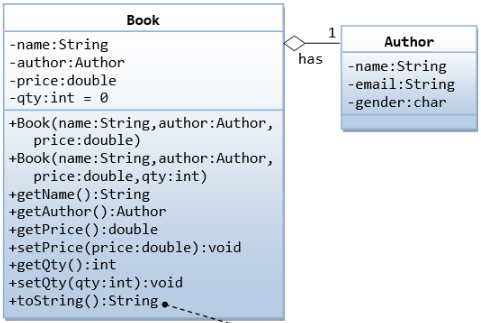 Book
-name:String
-author:Author
-price:double
-qty:int = 0
+Book(name:String,author:Author,
price:double)
+Book(name:String,author:Author,
price:double,qty:int)
+getName():String
+getAuthor():Author
+getPrice():double
+setPrice(price:double):void
+getQty():int
+setQty(qty:int):void
+toString():String
1
has
Author
-name:String
-email:String
-gender:char